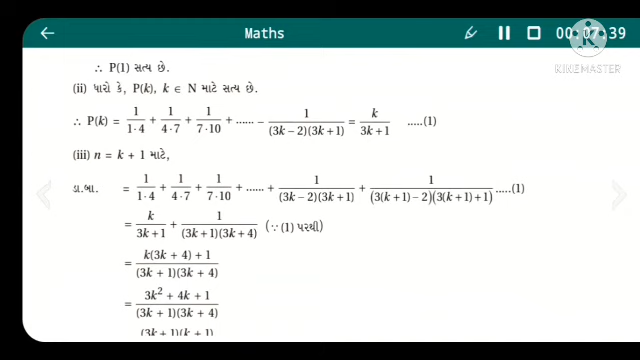 Maths
00:07:39
KINEMASTER
∴ P(1) સત્ય છે.
(ii) ધારો કે, P(k), k ∈ N માટે સત્ય છે.
∴ P(k) = 1/(1·4) + 1/(4·7) + 1/(7·10) + ...... - 1/((3k−2)(3k+1)) = k/(3k+1) .....(1)
(iii) n = k + 1 માટે,
ડા.બા. = 1/(1·4) + 1/(4·7) + 1/(7·10) + ...... + 1/((3k−2)(3k+1)) + 1/((3(k+1)−2)(3(k+1)+1)) .....(1)
= k/(3k+1) + 1/((3k+1)(3k+4)) (∵ (1) પરથી)
= (k(3k+4)+1)/((3k+1)(3k+4))
= (3k² + 4k + 1)/((3k+1)(3k+4))
(3k+1)(k+1)